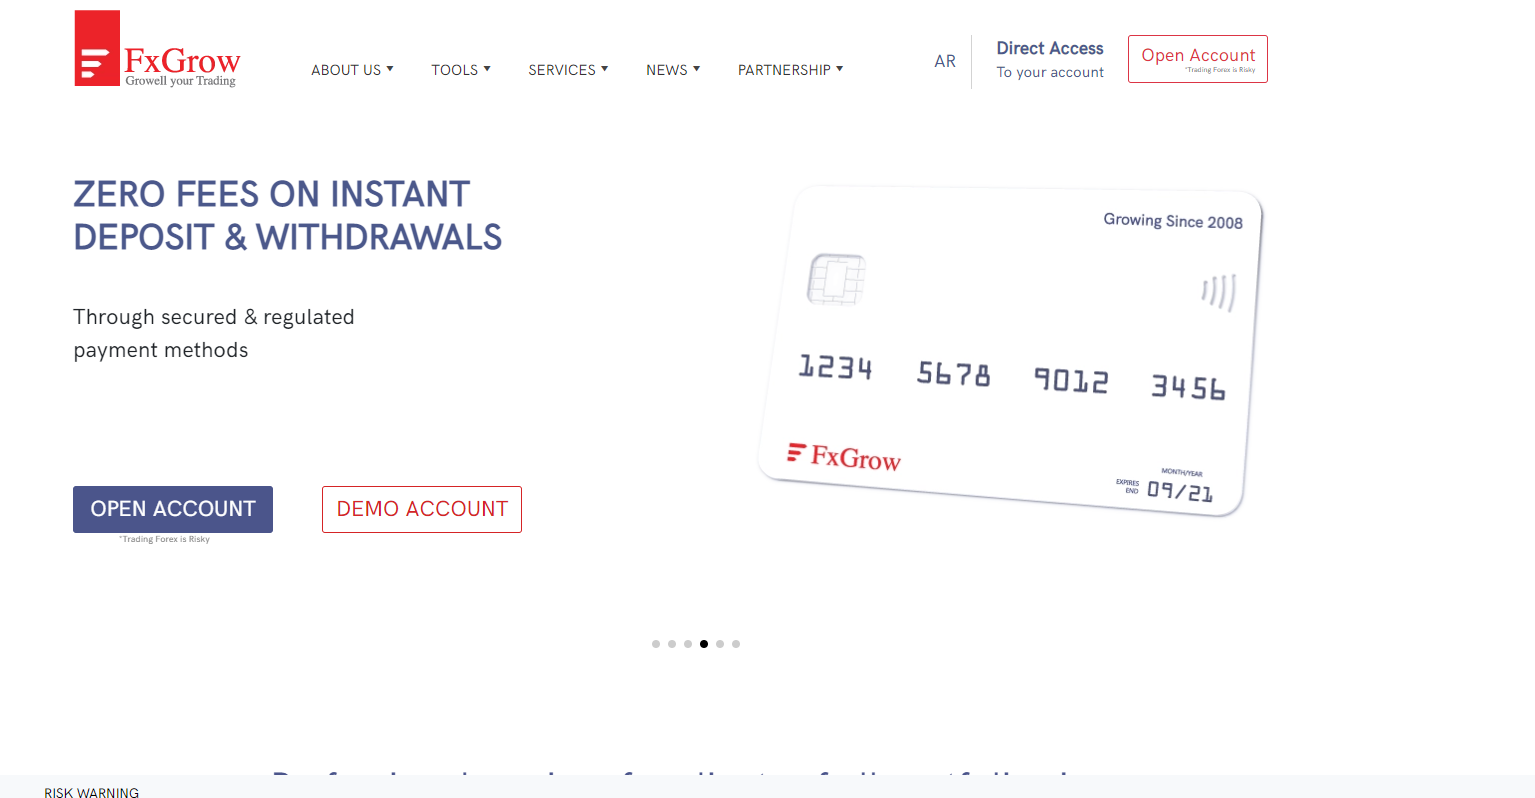 FxGrow
Growell your Trading
ABOUT US
TOOLS
SERVICES
NEWS
PARTNERSHIP
AR
Direct Access
To your account
Open Account
*Trading Forex is Risky
ZERO FEES ON INSTANT
DEPOSIT & WITHDRAWALS
Through secured & regulated
payment methods
OPEN ACCOUNT
*Trading Forex is Risky
DEMO ACCOUNT
Growing Since 2008
1234 5678 9012 3456
FxGrow
MONTH/YEAR
EXPIRES
END
09/21
RISK WARNING